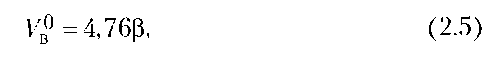 V_в^0 = 4,76β. (2.5)